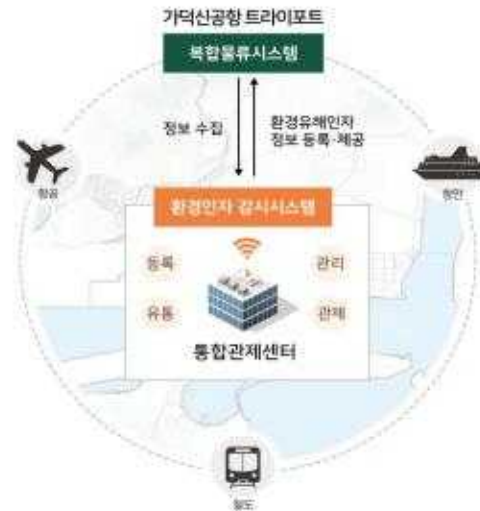 가덕신공항 트라이포트
복합물류시스템
정보 수집
환경유해인자
정보 등록·제공
항공
항만
환경인자 감시시스템
등록
관리
유통
관제
통합관제센터
철도